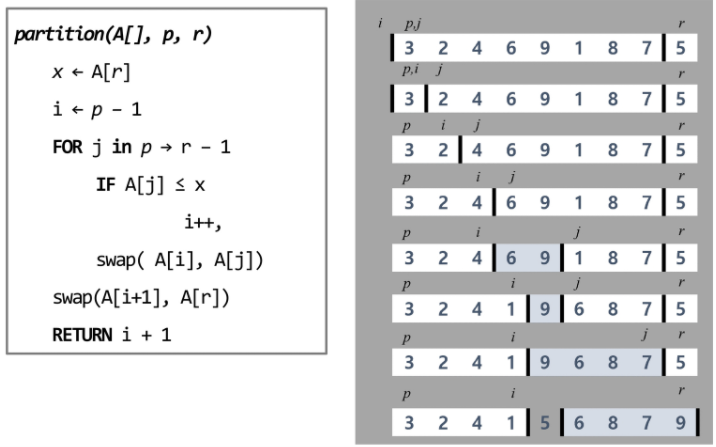 partition(A[], p, r)
x ← A[r]
i ← p – 1
FOR j in p → r – 1
IF A[j] ≤ x
i++,
swap( A[i], A[j])
swap(A[i+1], A[r])
RETURN i + 1
i p,j r
3 2 4 6 9 1 8 7 5
p,i j r
3 2 4 6 9 1 8 7 5
p i j r
3 2 4 6 9 1 8 7 5
p i j r
3 2 4 6 9 1 8 7 5
p i j r
3 2 4 6 9 1 8 7 5
p i j r
3 2 4 1 9 6 8 7 5
p i j r
3 2 4 1 9 6 8 7 5
p i r
3 2 4 1 5 6 8 7 9